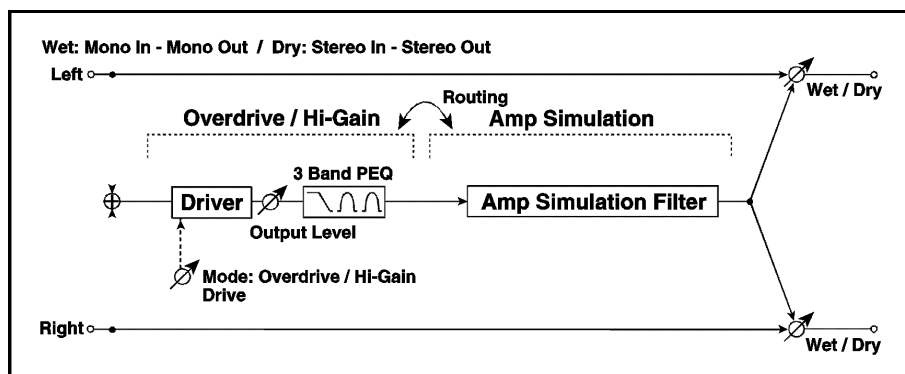 Wet: Mono In - Mono Out / Dry: Stereo In - Stereo Out
Left
Wet / Dry
Routing
Overdrive / Hi-Gain
Amp Simulation
3 Band PEQ
Driver
Amp Simulation Filter
Output Level
Mode: Overdrive / Hi-Gain
Drive
Right
Wet / Dry